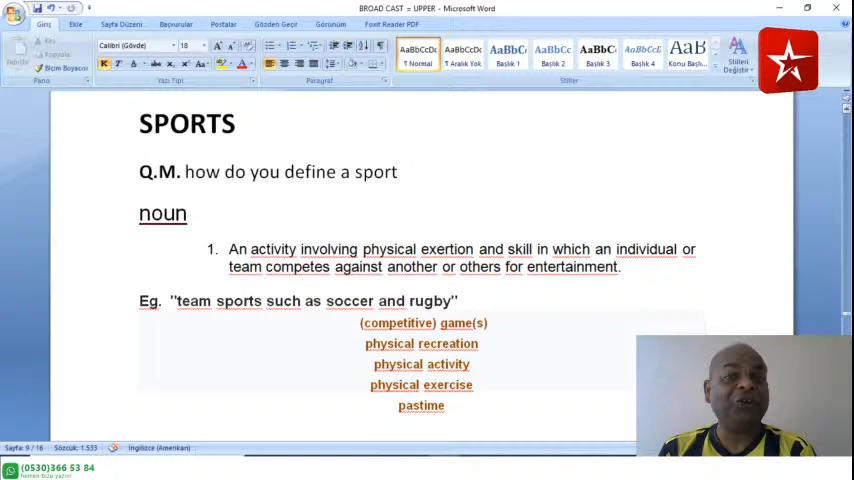 BROAD CAST = UPPER - Microsoft Word
Giriş Ekle Sayfa Düzeni Başvurular Postalar Gözden Geçir Görünüm Foxit Reader PDF
Kes
Kopyala
Biçim Boyacısı
Calibri (Gövde) 18
AaBbCcDc AaBbCcDc AaBbC AaBbCc AaBbCc AaBbCcD AaB
¶ Normal ¶ Aralık Yok Başlık 1 Başlık 2 Başlık 3 Başlık 4 Konu Başlı...
Stilleri
Değiştir
Pano Yazı Tipi Paragraf Stiller
SPORTS
Q.M. how do you define a sport
noun
1. An activity involving physical exertion and skill in which an individual or
team competes against another or others for entertainment.
Eg. "team sports such as soccer and rugby"
(competitive) game(s)
physical recreation
physical activity
physical exercise
pastime
Sayfa: 9 / 16 Sözcük: 1.533 İngilizce (Amerikan)
(0530)366 53 84
hemen bize yazın!